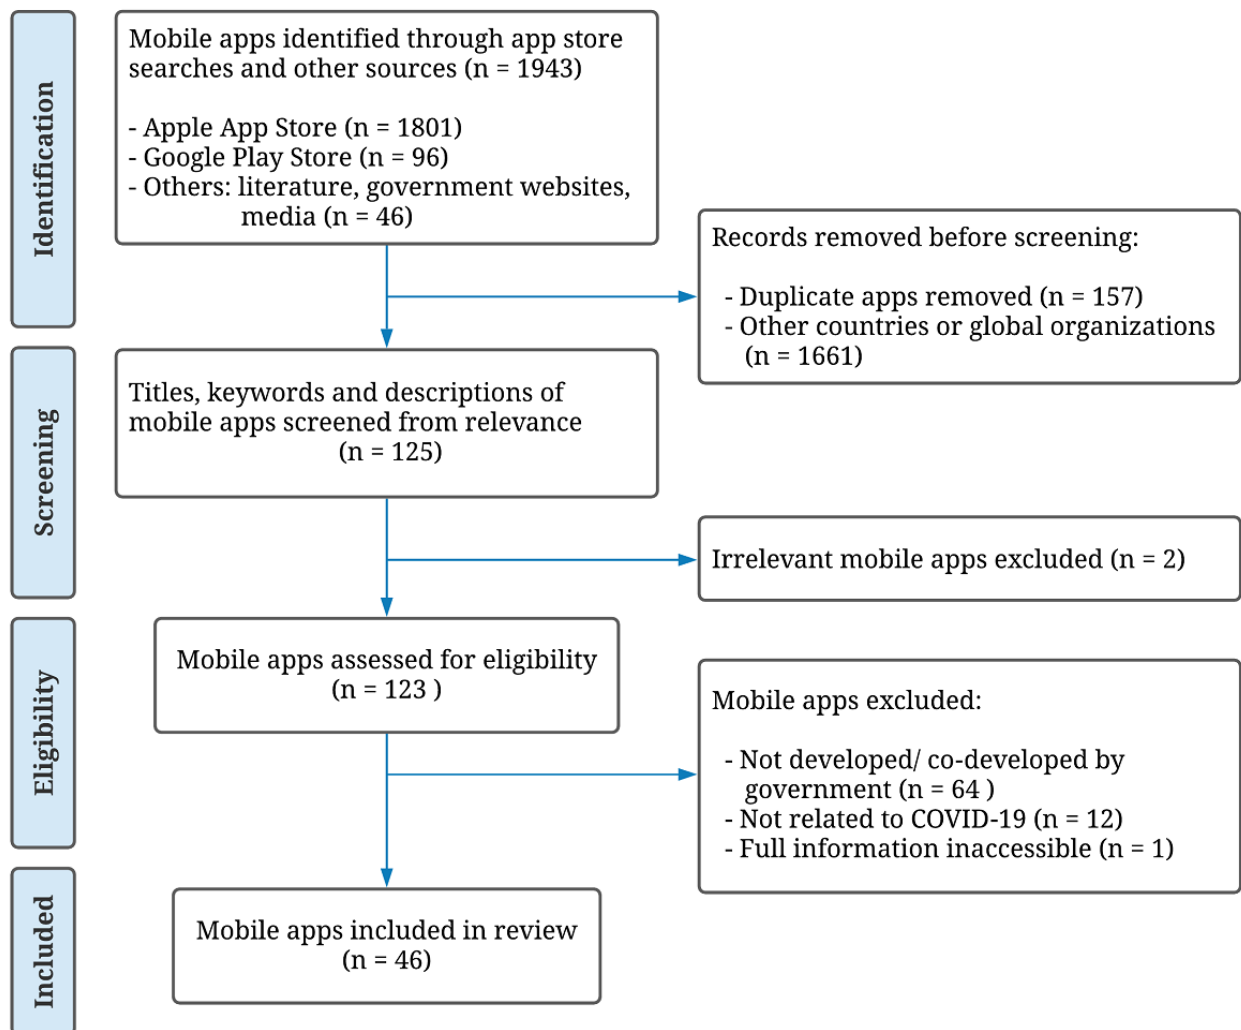 Identification
Mobile apps identified through app store
searches and other sources (n = 1943)
- Apple App Store (n = 1801)
- Google Play Store (n = 96)
- Others: literature, government websites,
media (n = 46)
Records removed before screening:
- Duplicate apps removed (n = 157)
- Other countries or global organizations
(n = 1661)
Screening
Titles, keywords and descriptions of
mobile apps screened from relevance
(n = 125)
Irrelevant mobile apps excluded (n = 2)
Eligibility
Mobile apps assessed for eligibility
(n = 123 )
Mobile apps excluded:
- Not developed/ co-developed by
government (n = 64 )
- Not related to COVID-19 (n = 12)
- Full information inaccessible (n = 1)
Included
Mobile apps included in review
(n = 46)